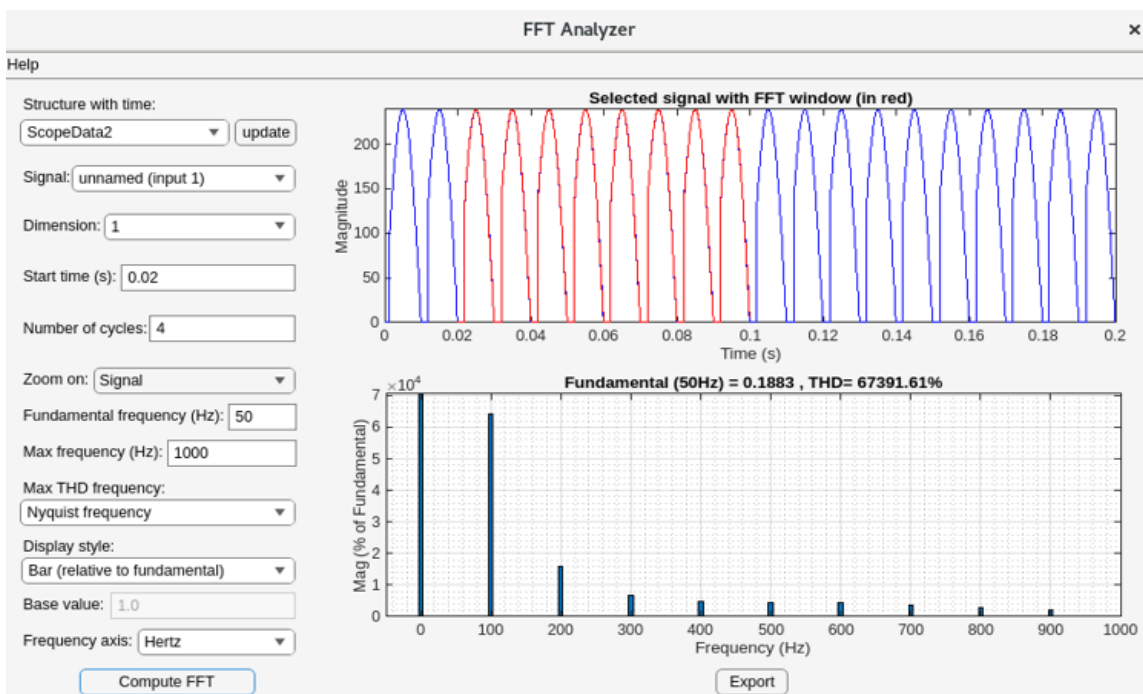 FFT Analyzer
×
Help
Structure with time:
ScopeData2
update
Signal: unnamed (input 1)
Dimension: 1
Start time (s): 0.02
Number of cycles: 4
Zoom on: Signal
Fundamental frequency (Hz): 50
Max frequency (Hz): 1000
Max THD frequency:
Nyquist frequency
Display style:
Bar (relative to fundamental)
Base value: 1.0
Frequency axis: Hertz
Compute FFT
Selected signal with FFT window (in red)
Magnitude
200
150
100
50
0
0 0.02 0.04 0.06 0.08 0.1 0.12 0.14 0.16 0.18 0.2
Time (s)
Fundamental (50Hz) = 0.1883 , THD= 67391.61%
×10⁴
Mag (% of Fundamental)
7
6
5
4
3
2
1
0
0 100 200 300 400 500 600 700 800 900 1000
Frequency (Hz)
Export